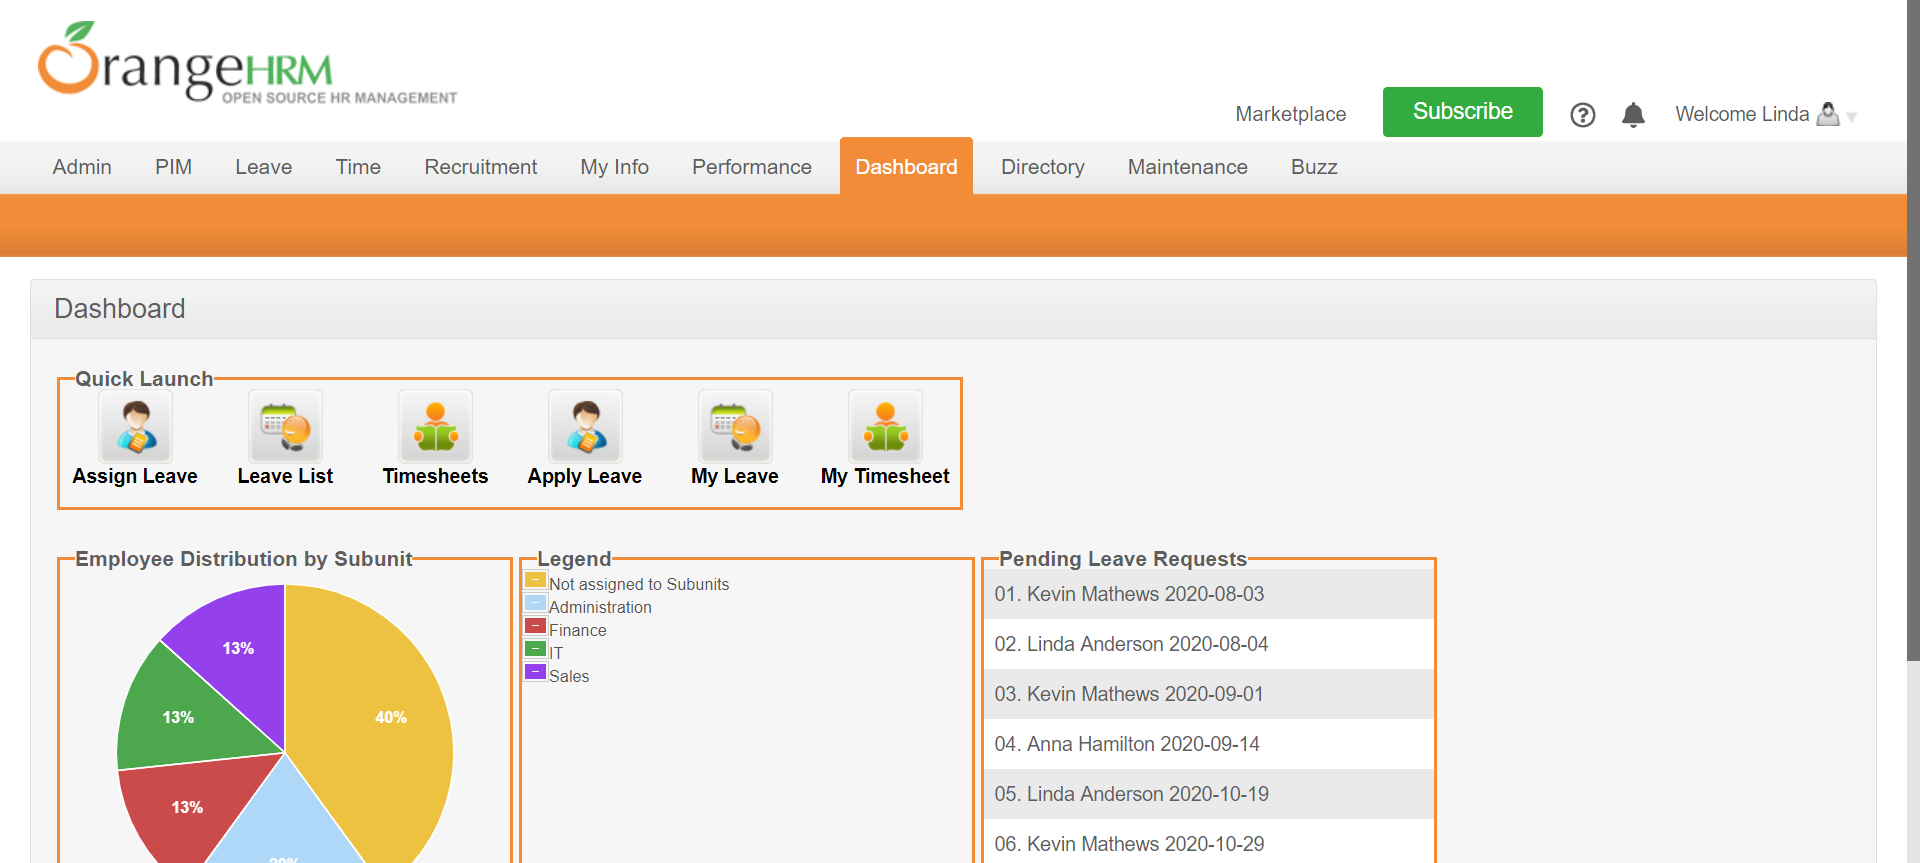 OrangeHRM
OPEN SOURCE HR MANAGEMENT
Marketplace
Subscribe
Welcome Linda
Admin PIM Leave Time Recruitment My Info Performance Dashboard Directory Maintenance Buzz
Dashboard
Quick Launch
Assign Leave Leave List Timesheets Apply Leave My Leave My Timesheet
Employee Distribution by Subunit
13%
40%
13%
13%
Legend
Not assigned to Subunits
Administration
Finance
IT
Sales
Pending Leave Requests
01. Kevin Mathews 2020-08-03
02. Linda Anderson 2020-08-04
03. Kevin Mathews 2020-09-01
04. Anna Hamilton 2020-09-14
05. Linda Anderson 2020-10-19
06. Kevin Mathews 2020-10-29